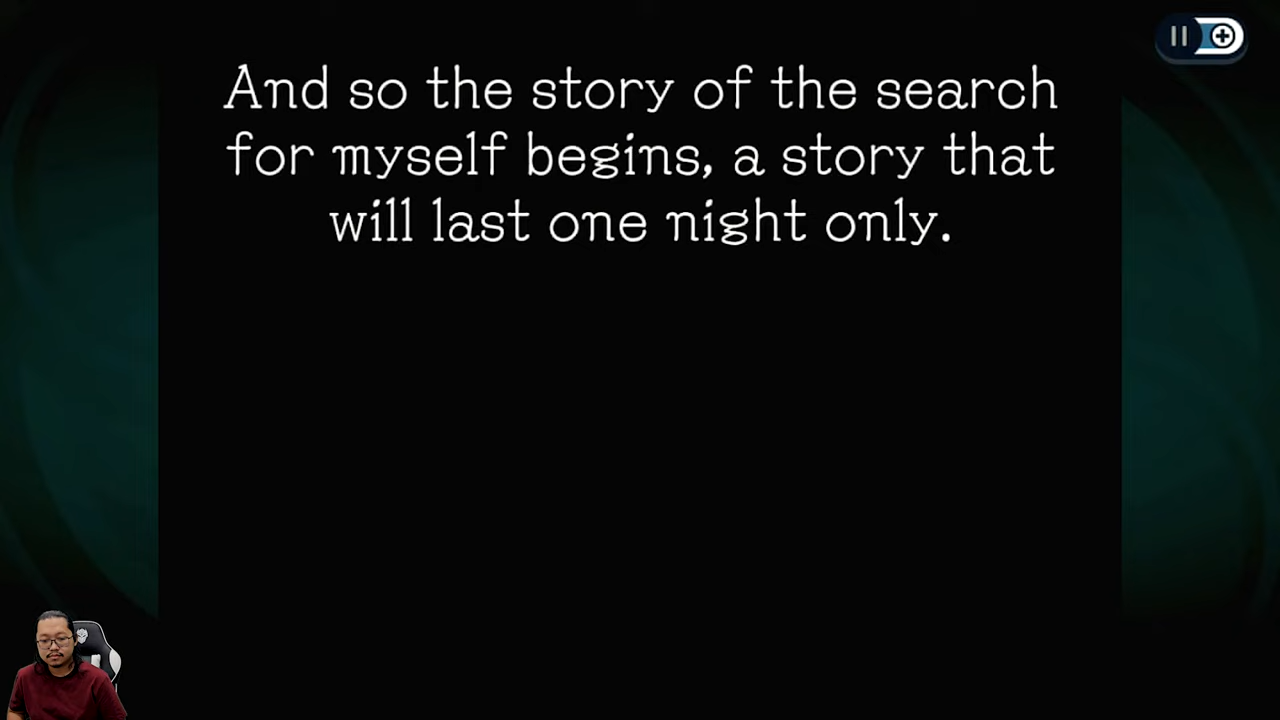 And so the story of the search
for myself begins, a story that
will last one night only.